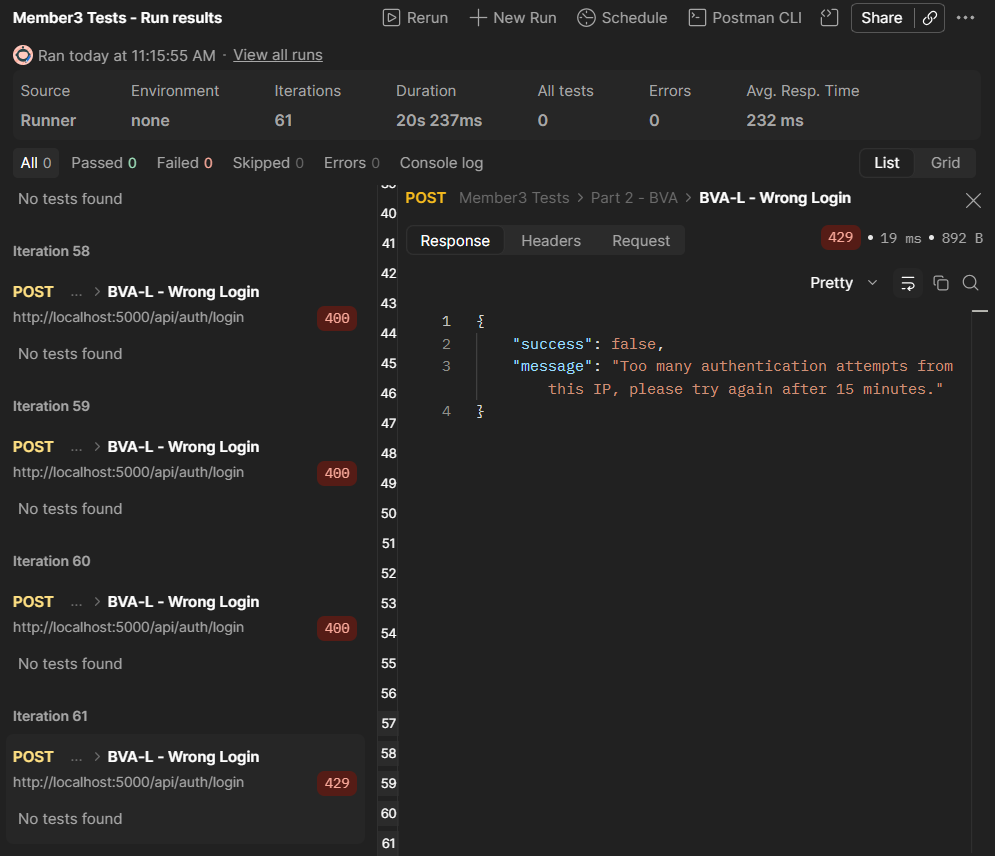 Member3 Tests - Run results
Rerun
New Run
Schedule
Postman CLI
Share
Ran today at 11:15:55 AM · View all runs
Source Environment Iterations Duration All tests Errors Avg. Resp. Time
Runner none 61 20s 237ms 0 0 232 ms
All 0 Passed 0 Failed 0 Skipped 0 Errors 0 Console log
List Grid
No tests found
Iteration 58
POST ... > BVA-L - Wrong Login
http://localhost:5000/api/auth/login 400
No tests found
Iteration 59
POST ... > BVA-L - Wrong Login
http://localhost:5000/api/auth/login 400
No tests found
Iteration 60
POST ... > BVA-L - Wrong Login
http://localhost:5000/api/auth/login 400
No tests found
Iteration 61
POST ... > BVA-L - Wrong Login
http://localhost:5000/api/auth/login 429
No tests found
40
41
42
43
44
45
46
47
48
49
50
51
52
53
54
55
56
57
58
59
60
61
POST Member3 Tests > Part 2 - BVA > BVA-L - Wrong Login
Response Headers Request
429 • 19 ms • 892 B
Pretty
1 {
2 "success": false,
3 "message": "Too many authentication attempts from
this IP, please try again after 15 minutes."
4 }